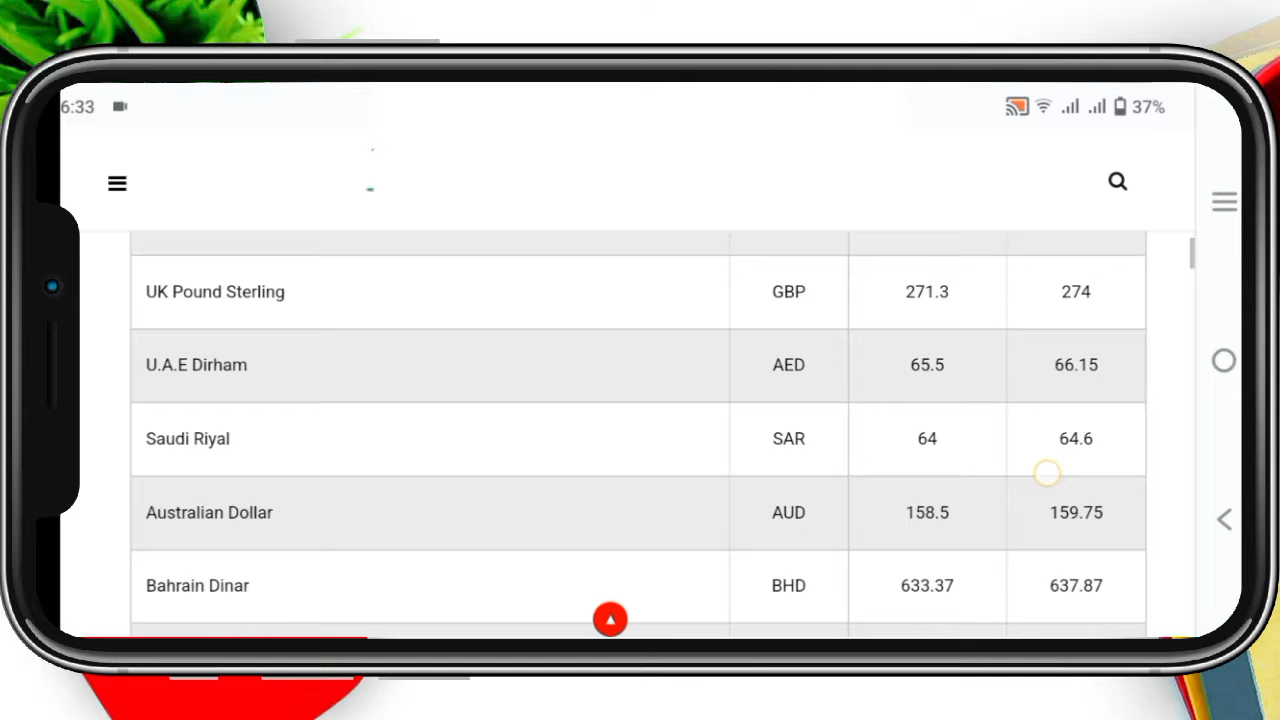 6:33 37%
UK Pound Sterling GBP 271.3 274
U.A.E Dirham AED 65.5 66.15
Saudi Riyal SAR 64 64.6
Australian Dollar AUD 158.5 159.75
Bahrain Dinar BHD 633.37 637.87